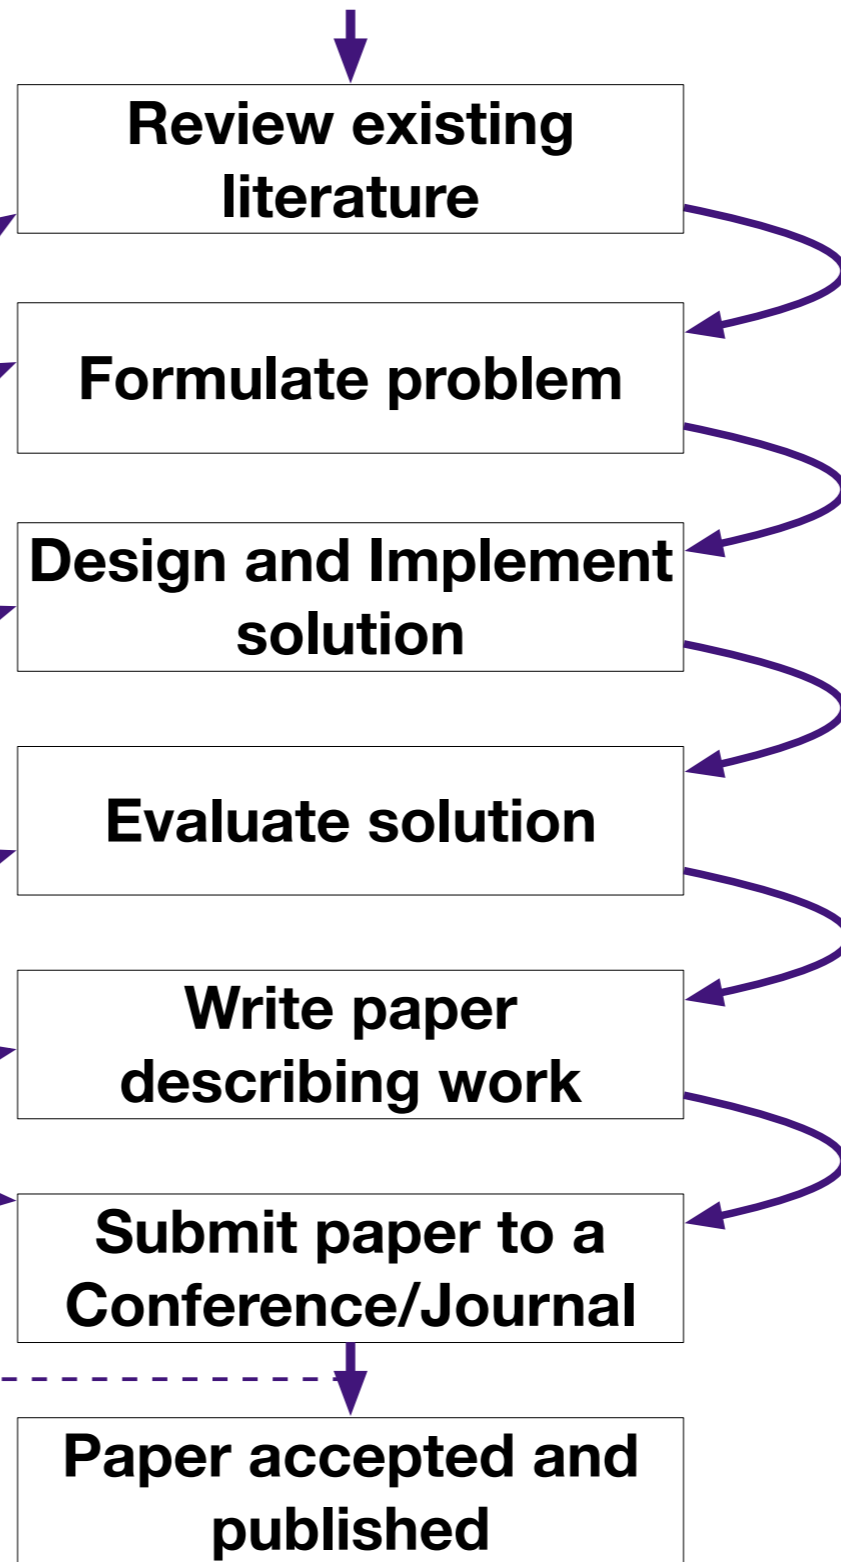 Review existing
literature
Formulate problem
Design and Implement
solution
Evaluate solution
Write paper
describing work
Submit paper to a
Conference/Journal
Paper accepted and
published